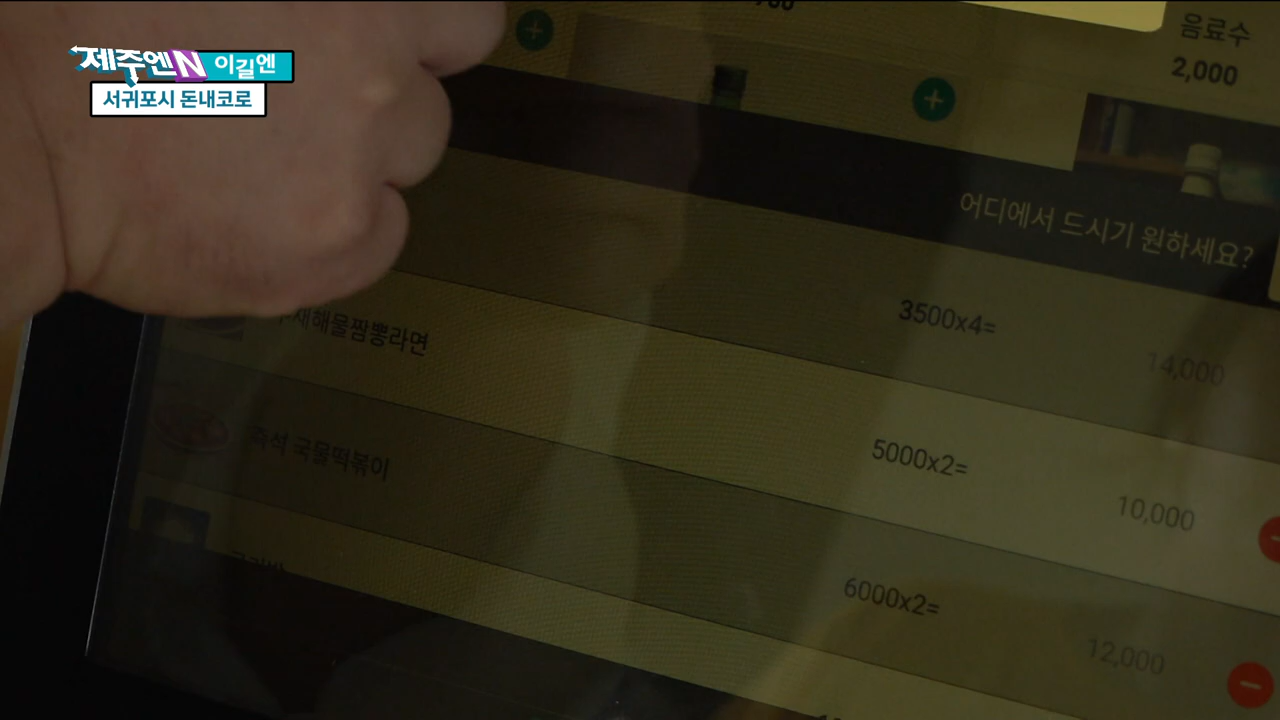 제주엔N 이길엔
서귀포시 돈내코로
음료수
2,000
어디에서 드시기 원하세요?
3500x4=
14,000
해물짬뽕라면
5000x2=
10,000
즉석 국물떡볶이
6000x2=
12,000